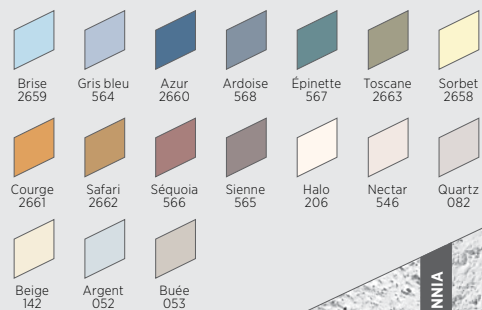 Brise Gris bleu Azur Ardoise Épinette Toscane Sorbet
2659 564 2660 568 567 2663 2658
Courge Safari Séquoia Sienne Halo Nectar Quartz
2661 2662 566 565 206 546 082
Beige Argent Buée
142 052 053
NNIA